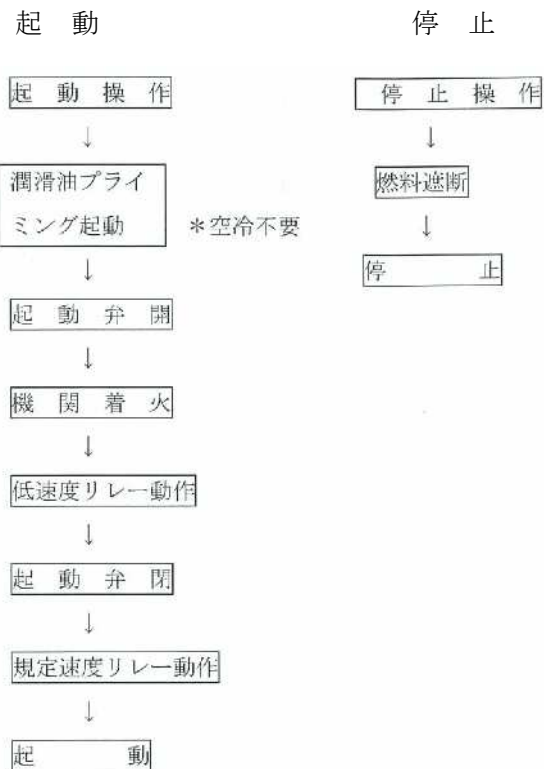 起動
停止
起動操作
↓
潤滑油プライ
ミング起動
＊空冷不要
↓
起動弁開
↓
機関着火
↓
低速度リレー動作
↓
起動弁閉
↓
規定速度リレー動作
↓
起動
停止操作
↓
燃料遮断
↓
停止